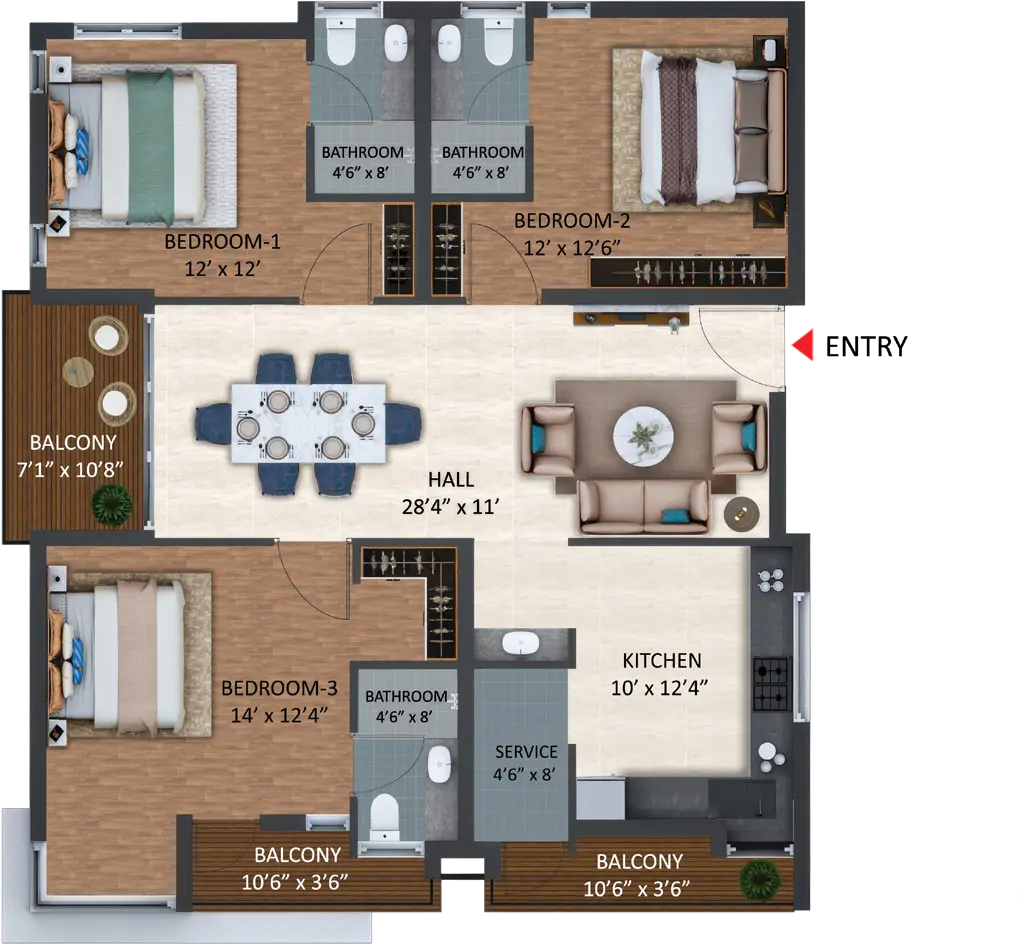 BATHROOM
4'6” x 8'
BATHROOM
4'6” x 8'
BEDROOM-1
12' x 12'
BEDROOM-2
12' x 12'6”
ENTRY
BALCONY
7'1” x 10'8”
HALL
28'4” x 11'
BEDROOM-3
14' x 12'4”
BATHROOM
4'6” x 8'
KITCHEN
10' x 12'4”
SERVICE
4'6” x 8'
BALCONY
10'6” x 3'6”
BALCONY
10'6” x 3'6”